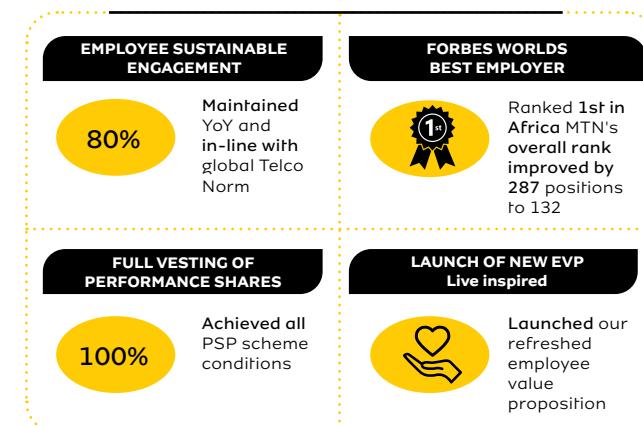 EMPLOYEE SUSTAINABLE
ENGAGEMENT
80%
Maintained
YoY and
in-line with
global Telco
Norm
FORBES WORLDS
BEST EMPLOYER
1st
Ranked 1st in
Africa MTN's
overall rank
improved by
287 positions
to 132
FULL VESTING OF
PERFORMANCE SHARES
100%
Achieved all
PSP scheme
conditions
LAUNCH OF NEW EVP
Live inspired
Launched our
refreshed
employee
value
proposition